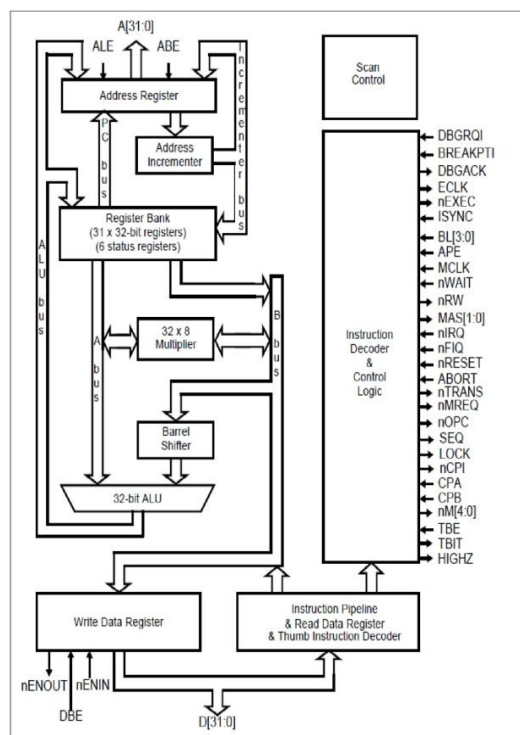 A[31:0]
ALE
ABE
Address Register
Address
Incrementer
Incrementer bus
PC bus
Register Bank
(31 x 32-bit registers)
(6 status registers)
ALU bus
A bus
B bus
32 x 8
Multiplier
Barrel
Shifter
32-bit ALU
Write Data Register
Instruction Pipeline
& Read Data Register
& Thumb Instruction Decoder
nENOUT
nENIN
DBE
D[31:0]
Scan
Control
Instruction
Decoder
&
Control
Logic
DBGRQI
BREAKPTI
DBGACK
ECLK
nEXEC
ISYNC
BL[3:0]
APE
MCLK
nWAIT
nRW
MAS[1:0]
nIRQ
nFIQ
nRESET
ABORT
nTRANS
nMREQ
nOPC
SEQ
LOCK
nCPI
CPA
CPB
nM[4:0]
TBE
TBIT
HIGHZ